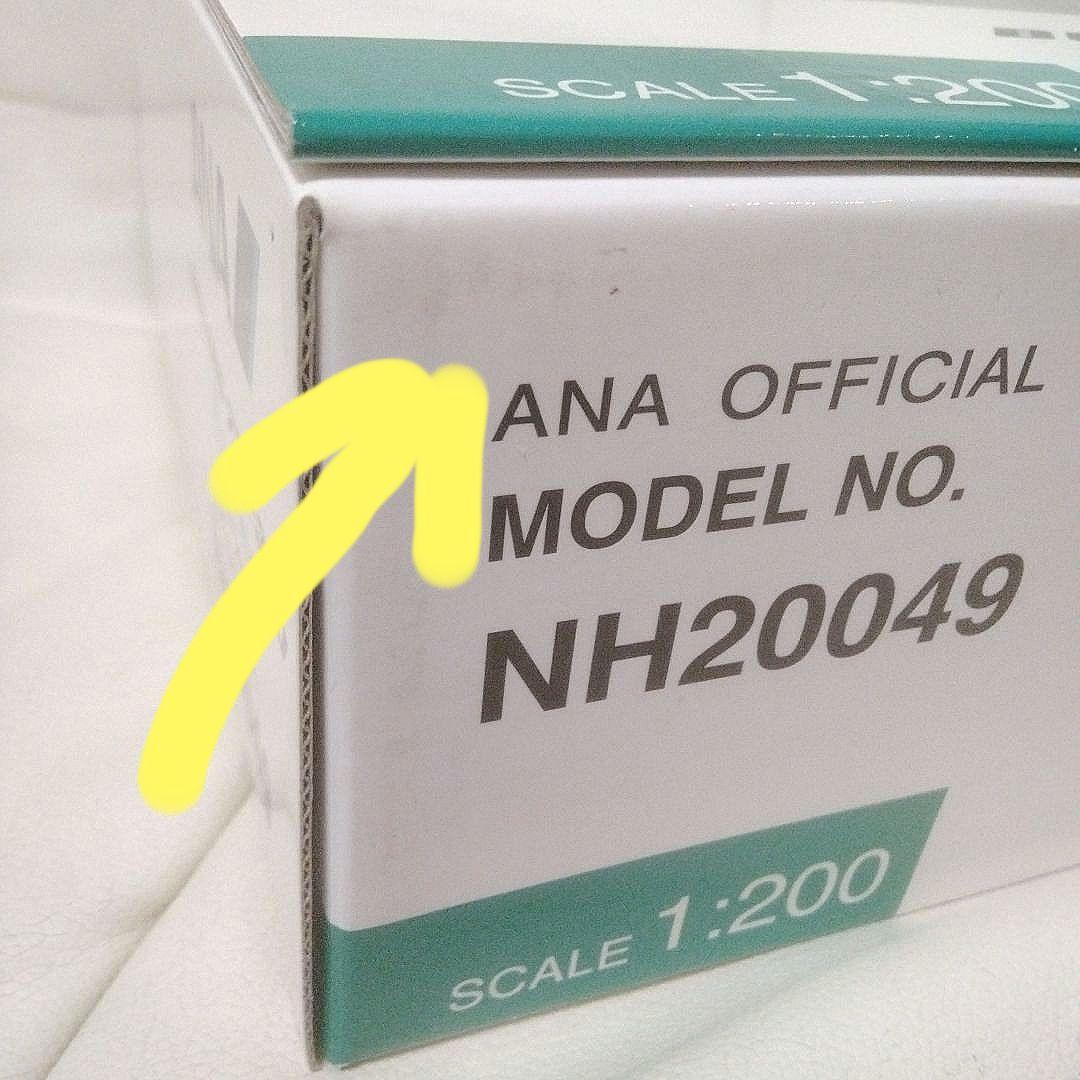 SCALE 1:200
ANA OFFICIAL
MODEL NO.
NH20049
SCALE 1:200